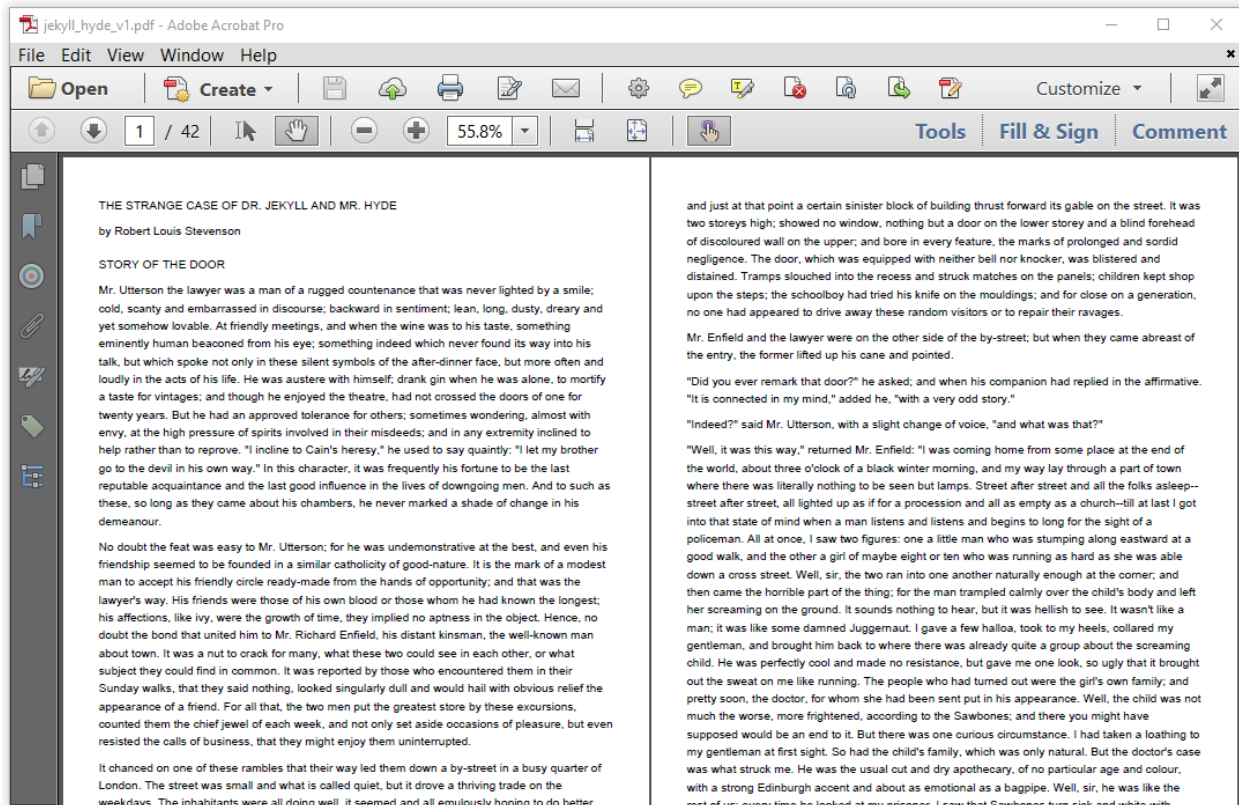 jekyll_hyde_v1.pdf - Adobe Acrobat Pro
File Edit View Window Help
Open Create Customize
1 / 42 55.8% Tools Fill & Sign Comment
THE STRANGE CASE OF DR. JEKYLL AND MR. HYDE
by Robert Louis Stevenson
STORY OF THE DOOR
Mr. Utterson the lawyer was a man of a rugged countenance that was never lighted by a smile;
cold, scanty and embarrassed in discourse; backward in sentiment; lean, long, dusty, dreary and
yet somehow lovable. At friendly meetings, and when the wine was to his taste, something
eminently human beaconed from his eye; something indeed which never found its way into his
talk, but which spoke not only in these silent symbols of the after-dinner face, but more often and
loudly in the acts of his life. He was austere with himself; drank gin when he was alone, to mortify
a taste for vintages; and though he enjoyed the theatre, had not crossed the doors of one for
twenty years. But he had an approved tolerance for others; sometimes wondering, almost with
envy, at the high pressure of spirits involved in their misdeeds; and in any extremity inclined to
help rather than to reprove. "I incline to Cain's heresy," he used to say quaintly: "I let my brother
go to the devil in his own way." In this character, it was frequently his fortune to be the last
reputable acquaintance and the last good influence in the lives of downgoing men. And to such as
these, so long as they came about his chambers, he never marked a shade of change in his
demeanour.
No doubt the feat was easy to Mr. Utterson; for he was undemonstrative at the best, and even his
friendship seemed to be founded in a similar catholicity of good-nature. It is the mark of a modest
man to accept his friendly circle ready-made from the hands of opportunity; and that was the
lawyer's way. His friends were those of his own blood or those whom he had known the longest;
his affections, like ivy, were the growth of time, they implied no aptness in the object. Hence, no
doubt the bond that united him to Mr. Richard Enfield, his distant kinsman, the well-known man
about town. It was a nut to crack for many, what these two could see in each other, or what
subject they could find in common. It was reported by those who encountered them in their
Sunday walks, that they said nothing, looked singularly dull and would hail with obvious relief the
appearance of a friend. For all that, the two men put the greatest store by these excursions,
counted them the chief jewel of each week, and not only set aside occasions of pleasure, but even
resisted the calls of business, that they might enjoy them uninterrupted.
It chanced on one of these rambles that their way led them down a by-street in a busy quarter of
London. The street was small and what is called quiet, but it drove a thriving trade on the
weekdays. The inhabitants were all doing well, it seemed and all emulously hoping to do better
and just at that point a certain sinister block of building thrust forward its gable on the street. It was
two storeys high; showed no window, nothing but a door on the lower storey and a blind forehead
of discoloured wall on the upper; and bore in every feature, the marks of prolonged and sordid
negligence. The door, which was equipped with neither bell nor knocker, was blistered and
distained. Tramps slouched into the recess and struck matches on the panels; children kept shop
upon the steps; the schoolboy had tried his knife on the mouldings; and for close on a generation,
no one had appeared to drive away these random visitors or to repair their ravages.
Mr. Enfield and the lawyer were on the other side of the by-street; but when they came abreast of
the entry, the former lifted up his cane and pointed.
"Did you ever remark that door?" he asked; and when his companion had replied in the affirmative.
"It is connected in my mind," added he, "with a very odd story."
"Indeed?" said Mr. Utterson, with a slight change of voice, "and what was that?"
"Well, it was this way," returned Mr. Enfield: "I was coming home from some place at the end of
the world, about three o'clock of a black winter morning, and my way lay through a part of town
where there was literally nothing to be seen but lamps. Street after street and all the folks asleep--
street after street, all lighted up as if for a procession and all as empty as a church--till at last I got
into that state of mind when a man listens and listens and begins to long for the sight of a
policeman. All at once, I saw two figures: one a little man who was stumping along eastward at a
good walk, and the other a girl of maybe eight or ten who was running as hard as she was able
down a cross street. Well, sir, the two ran into one another naturally enough at the corner; and
then came the horrible part of the thing; for the man trampled calmly over the child's body and left
her screaming on the ground. It sounds nothing to hear, but it was hellish to see. It wasn't like a
man; it was like some damned Juggernaut. I gave a few halloa, took to my heels, collared my
gentleman, and brought him back to where there was already quite a group about the screaming
child. He was perfectly cool and made no resistance, but gave me one look, so ugly that it brought
out the sweat on me like running. The people who had turned out were the girl's own family; and
pretty soon, the doctor, for whom she had been sent put in his appearance. Well, the child was not
much the worse, more frightened, according to the Sawbones; and there you might have
supposed would be an end to it. But there was one curious circumstance. I had taken a loathing to
my gentleman at first sight. So had the child's family, which was only natural. But the doctor's case
was what struck me. He was the usual cut and dry apothecary, of no particular age and colour,
with a strong Edinburgh accent and about as emotional as a bagpipe. Well, sir, he was like the
rest of us; every time he looked at my prisoner, I saw that Sawbones turn sick and white with